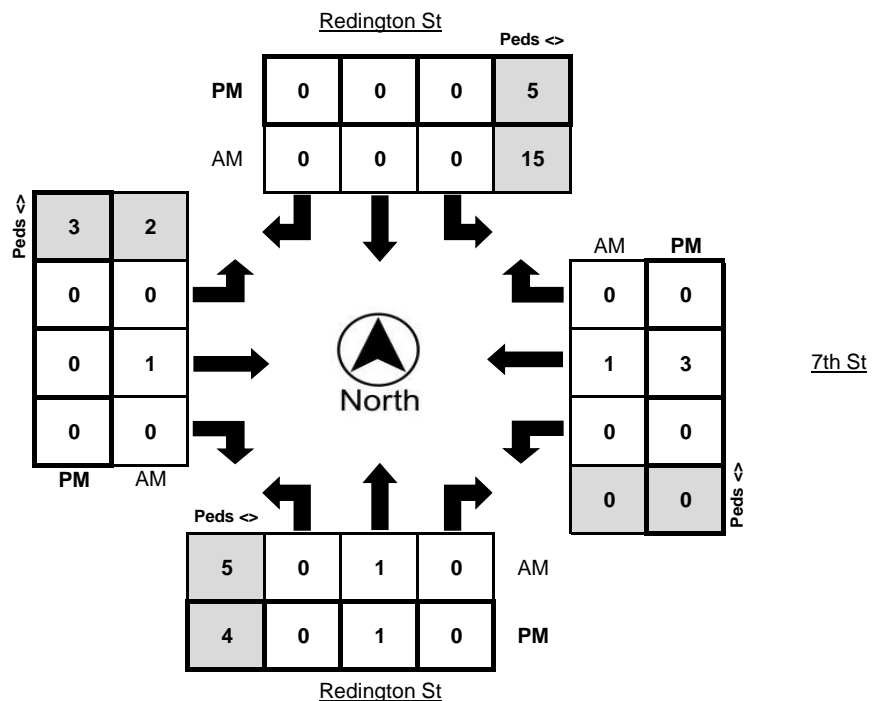 Redington St
Peds <>
PM 0 0 0 5
AM 0 0 0 15
Peds <>
3 2
0 0
0 1
0 0
PM AM
AM PM
0 0
1 3
0 0
0 0
Peds <>
7th St
North
Peds <>
5 0 1 0 AM
4 0 1 0 PM
Redington St